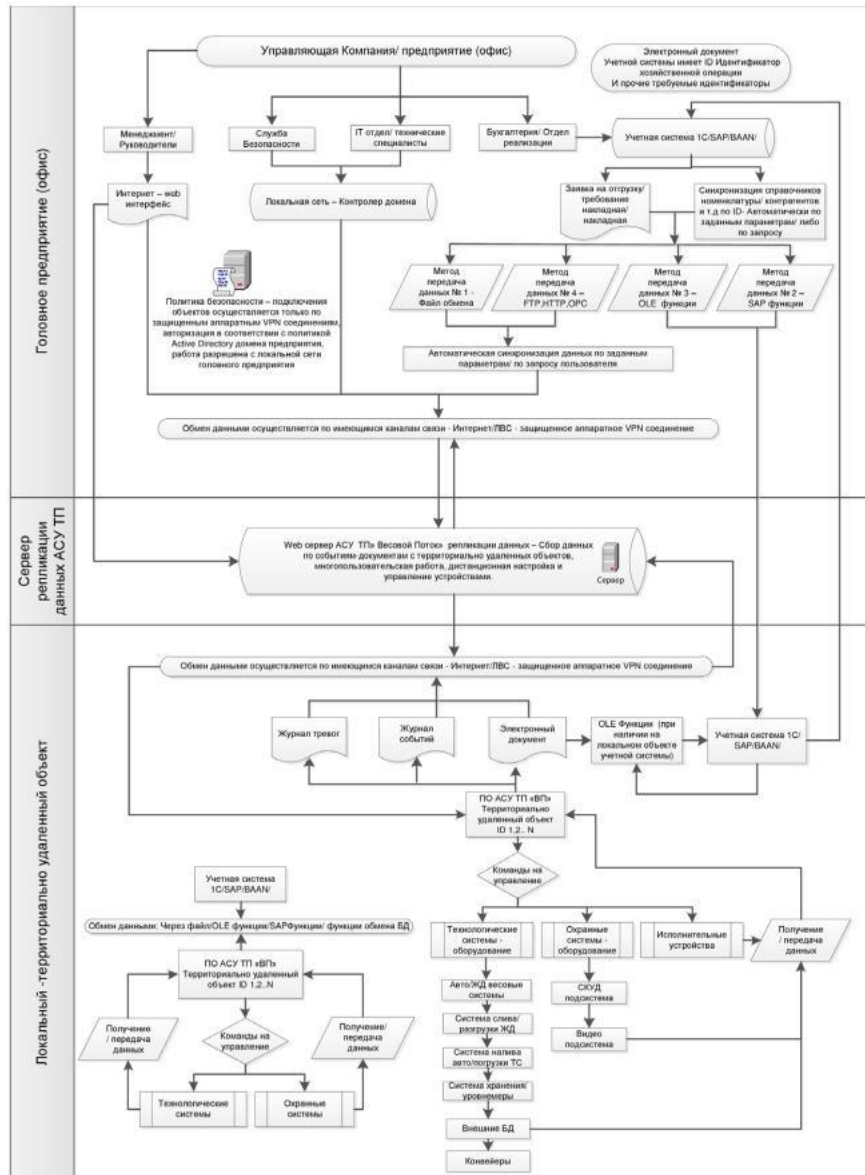 Головное предприятие (офис)
Управляющая Компания/ предприятие (офис)
Электронный документ
Учетной системы имеет ID Идентификатор
хозяйственной операции
И прочие требуемые идентификаторы
Менеджмент/
Руководители
Служба
Безопасности
IT отдел/ технические
специалисты
Бухгалтерия/ Отдел
реализации
Учетная система 1С/SAP/BAAN/
Интернет – web
интерфейс
Локальная сеть – Контролер домена
Заявка на отгрузку/
требование
накладная/
накладная
Синхронизация справочников
номенклатуры/ контрагентов
и т.д по ID- Автоматически по
заданным параметрам/ либо
по запросу
Политика безопасности – подключения
объектов осуществляется только по
защищенным аппаратным VPN соединениям,
авторизация в соответствии с политикой
Active Directory домена предприятия,
работа разрешена с локальной сети
головного предприятия
Метод
передача
данных № 1 -
Файл обмена
Метод
передача
данных № 4 –
FTP,HTTP,OPC
Метод
передача
данных № 3 –
OLE функции
Метод
передача
данных № 2 –
SAP функции
Автоматическая синхронизация данных по заданным
параметрам/ по запросу пользователя
Обмен данными осуществляется по имеющимся каналам связи - Интернет/ЛВС - защищенное аппаратное VPN соединение
Сервер
репликации
данных АСУ ТП
Web сервер АСУ ТП» Весовой Поток» репликации данных – Сбор данных
по событиям-документам с территориально удаленных объектов,
многопользовательская работа, дистанционная настройка и
управление устройствами.
Сервер
Локальный -территориально удаленный объект
Обмен данными осуществляется по имеющимся каналам связи - Интернет/ЛВС - защищенное аппаратное VPN соединение
Журнал тревог
Журнал
событий
Электронный
документ
OLE Функции (при
наличии на
локальном объекте
учетной системы)
Учетная система 1С/
SAP/BAAN/
ПО АСУ ТП «ВП»
Территориально
удаленный объект
ID 1,2.. N
Команды на
управление
Технологические
системы -
оборудование
Охранные
системы -
оборудование
Исполнительные
устройства
Получение
/ передача
данных
Авто/ЖД весовые
системы
Система слива/
разгрузки ЖД
Система налива
авто/погрузки ТС
Система хранения/
уровнемеры
Внешние БД
Конвейеры
СКУД
подсистема
Видео
подсистема
Учетная система
1С/SAP/BAAN/
Обмен данными: Через файл/OLE функции/SAPФункции/ функции обмена БД
ПО АСУ ТП «ВП»
Территориально удаленный
объект ID 1,2..N
Получение
/ передача
данных
Команды на
управление
Получение/
передача
данных
Технологические
системы
Охранные
системы